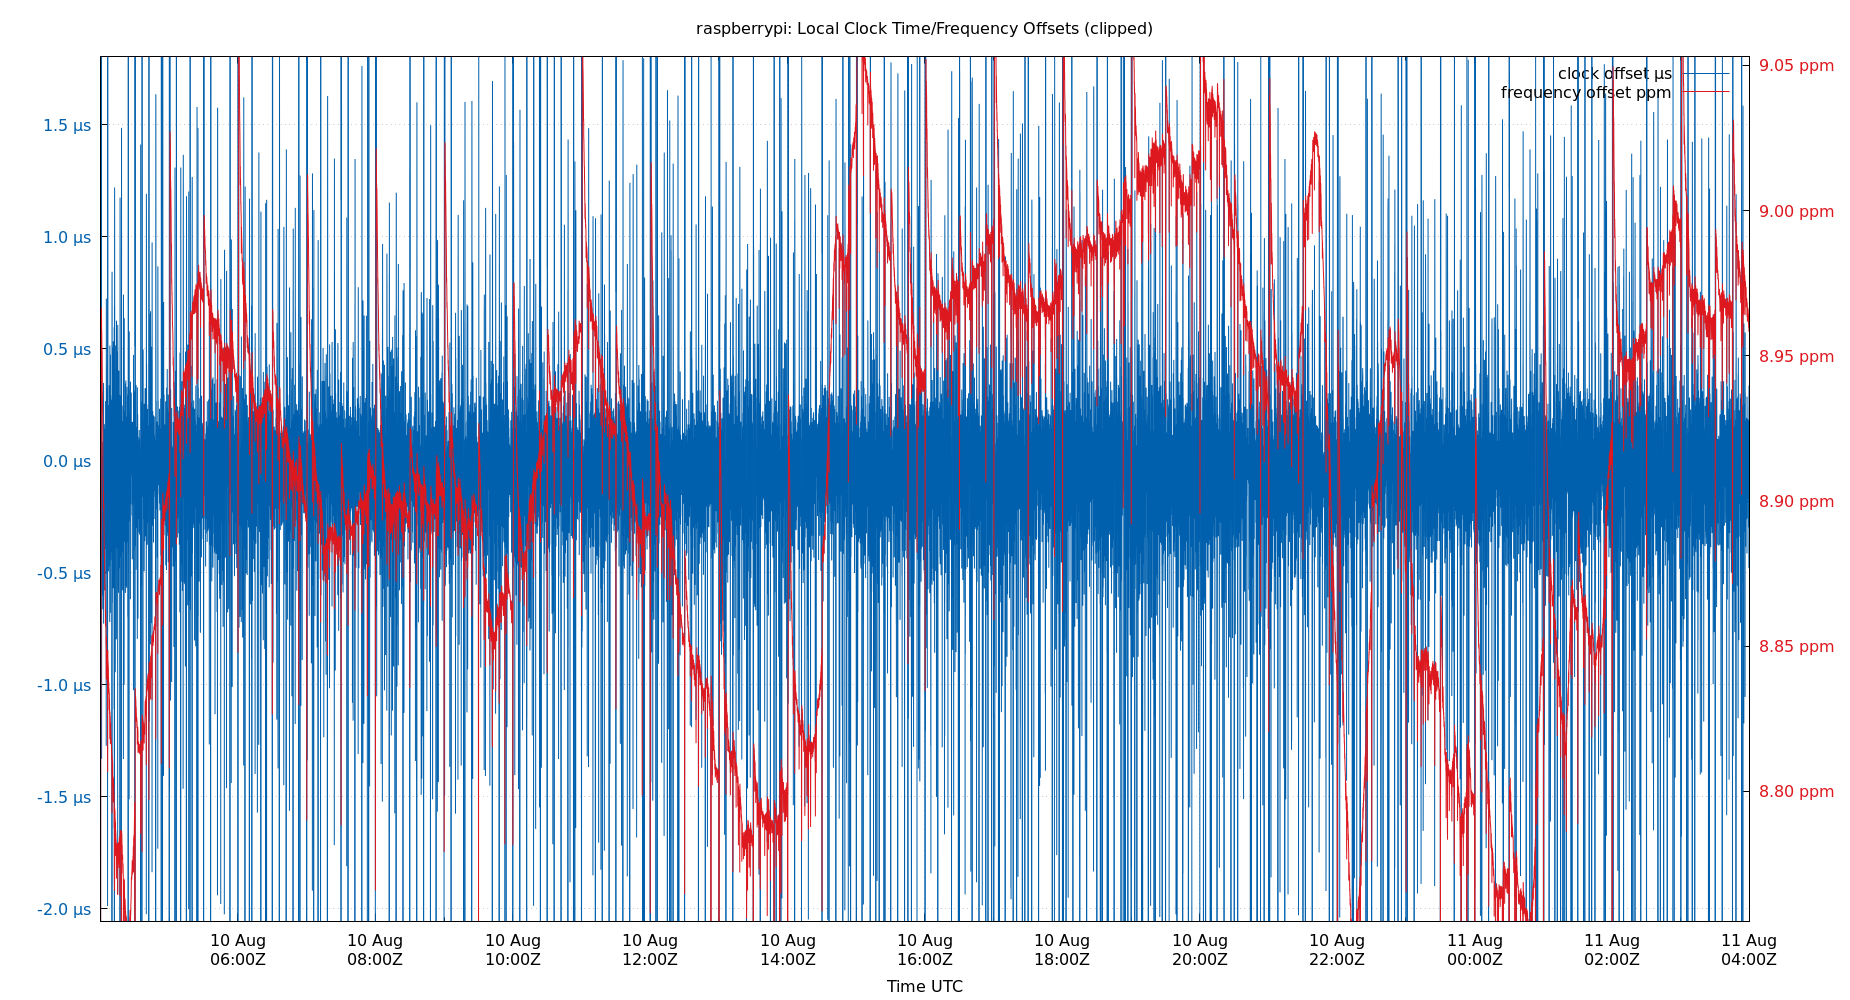 raspberrypi: Local Clock Time/Frequency Offsets (clipped)
clock offset µs
frequency offset ppm
1.5 µs
1.0 µs
0.5 µs
0.0 µs
-0.5 µs
-1.0 µs
-1.5 µs
-2.0 µs
9.05 ppm
9.00 ppm
8.95 ppm
8.90 ppm
8.85 ppm
8.80 ppm
10 Aug
06:00Z
10 Aug
08:00Z
10 Aug
10:00Z
10 Aug
12:00Z
10 Aug
14:00Z
10 Aug
16:00Z
10 Aug
18:00Z
10 Aug
20:00Z
10 Aug
22:00Z
11 Aug
00:00Z
11 Aug
02:00Z
11 Aug
04:00Z
Time UTC